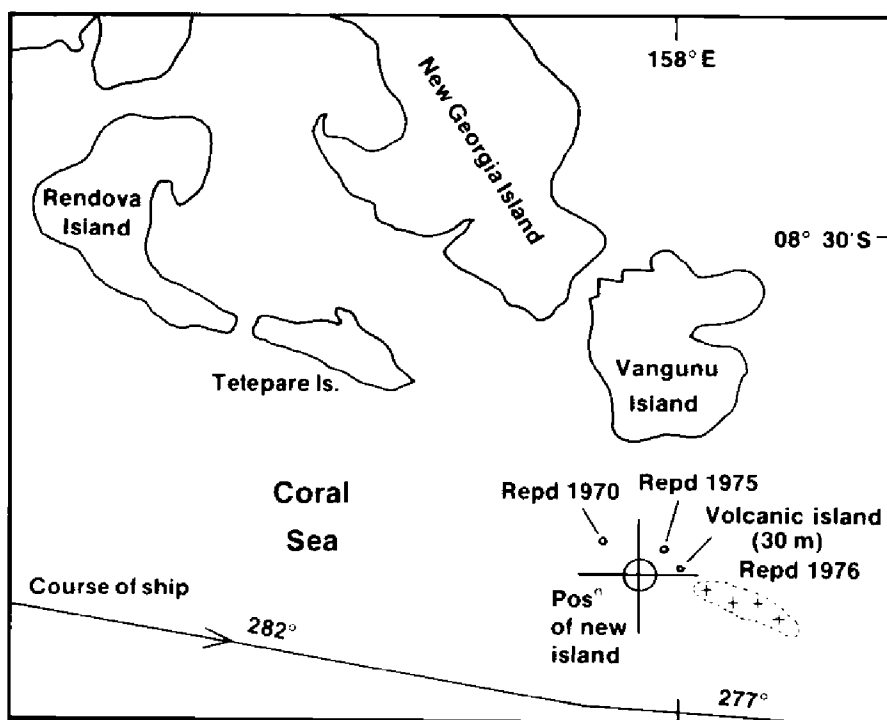 158° E
New Georgia Island
Rendova
Island
08° 30'S
Tetepare Is.
Vangunu
Island
Coral
Sea
Repd 1970
Repd 1975
Volcanic island
(30 m)
Repd 1976
Posⁿ
of new
island
Course of ship
282°
277°